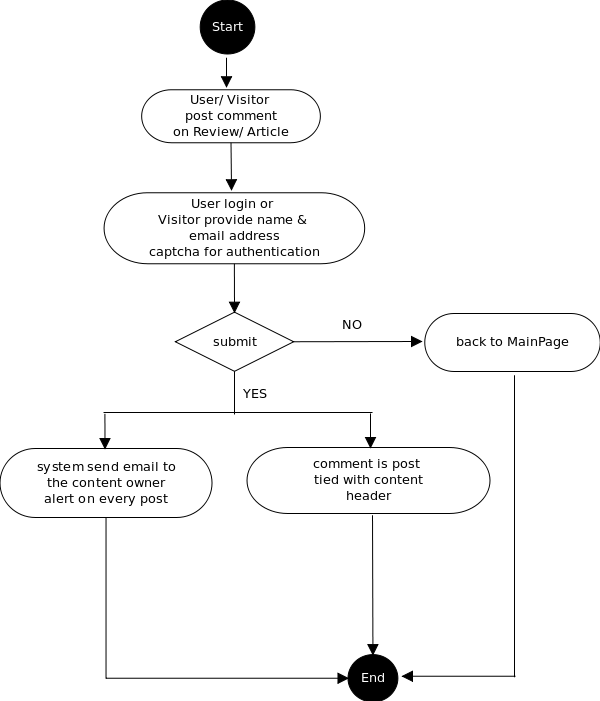 Start
User/ Visitor
post comment
on Review/ Article
User login or
Visitor provide name &
email address
captcha for authentication
submit
NO
back to MainPage
YES
system send email to
the content owner
alert on every post
comment is post
tied with content
header
End